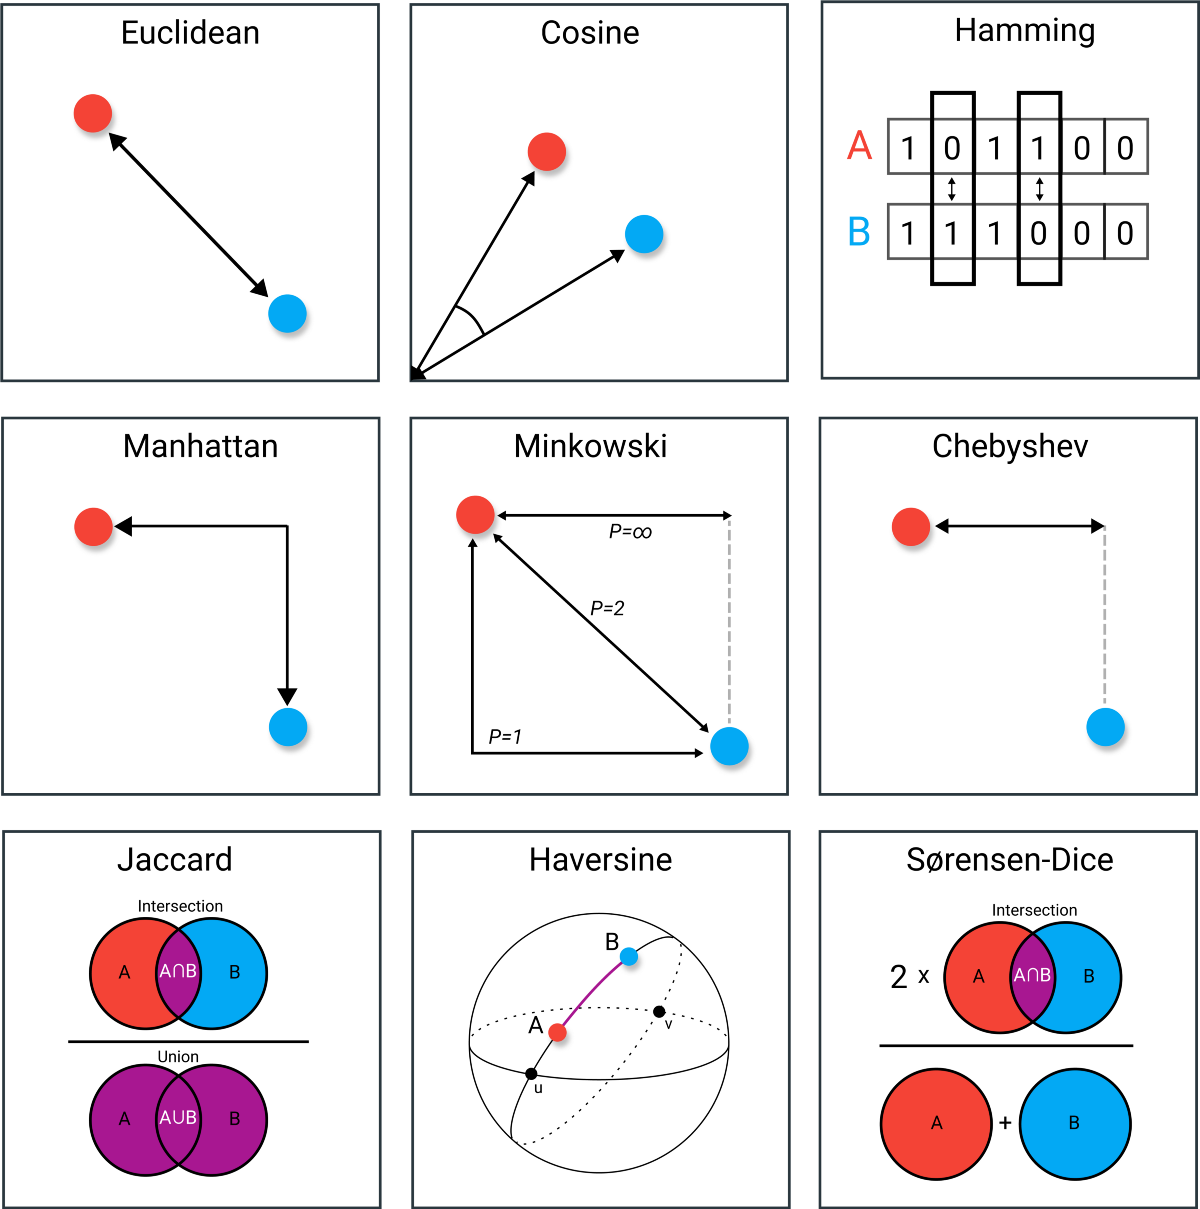 Euclidean
Cosine
Hamming
A 1 0 1 1 0 0
B 1 1 1 0 0 0
Manhattan
Minkowski
P=∞
P=2
P=1
Chebyshev
Jaccard
Intersection
A A∩B B
Union
A A∪B B
Haversine
B
A
v
u
Sørensen-Dice
Intersection
2 x A A∩B B
A + B